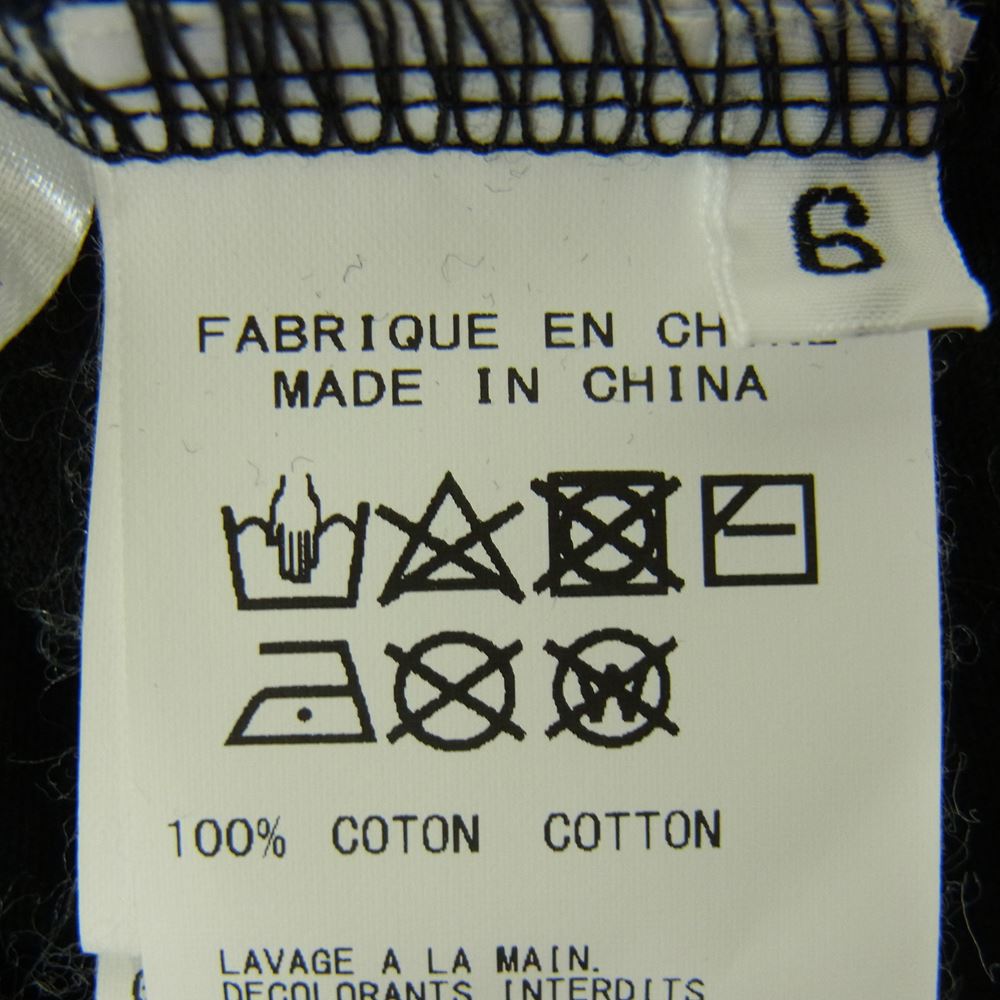 6
FABRIQUE EN
MADE IN CHINA
W
100% COTON COTTON
LAVAGE A LA MAIN.
DECOLORANTS INTERDITS